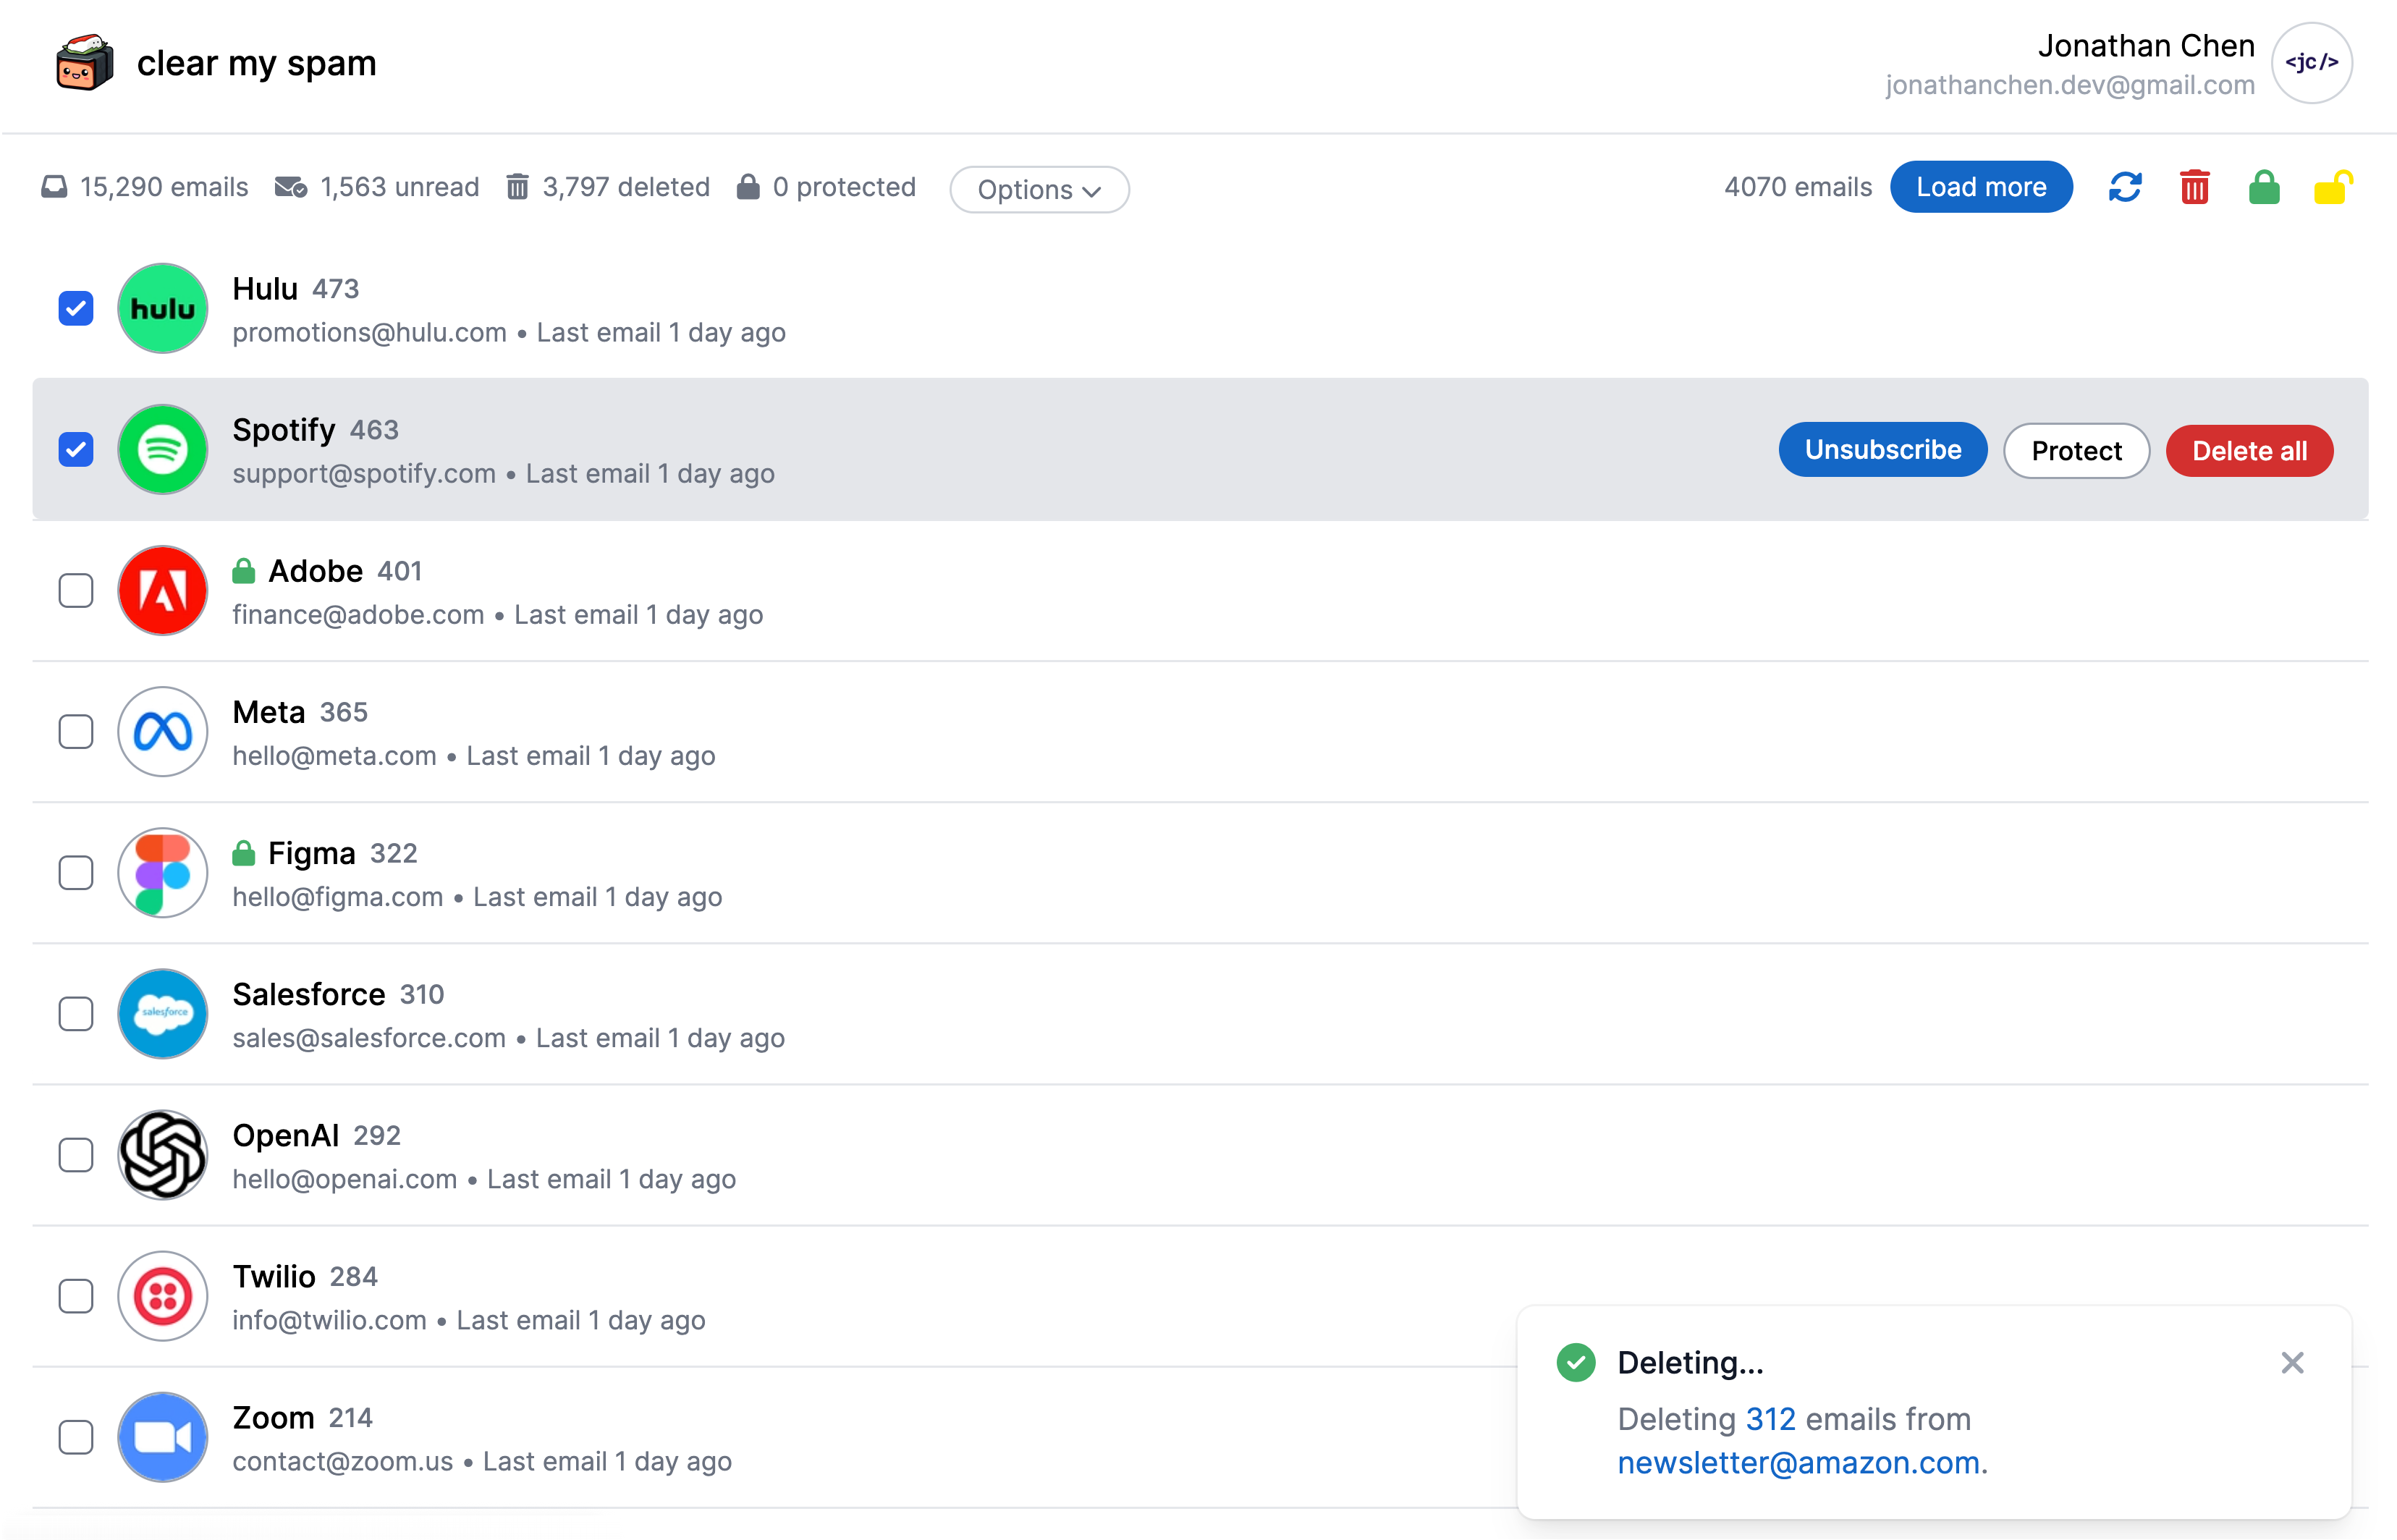 clear my spam
Jonathan Chen
jonathanchen.dev@gmail.com
<jc/>
15,290 emails 1,563 unread 3,797 deleted 0 protected Options
4070 emails Load more
hulu
Hulu 473
promotions@hulu.com • Last email 1 day ago
Spotify 463
support@spotify.com • Last email 1 day ago
Unsubscribe Protect Delete all
Adobe 401
finance@adobe.com • Last email 1 day ago
Meta 365
hello@meta.com • Last email 1 day ago
Figma 322
hello@figma.com • Last email 1 day ago
salesforce
Salesforce 310
sales@salesforce.com • Last email 1 day ago
OpenAI 292
hello@openai.com • Last email 1 day ago
Twilio 284
info@twilio.com • Last email 1 day ago
Zoom 214
contact@zoom.us • Last email 1 day ago
Deleting...
Deleting 312 emails from
newsletter@amazon.com.